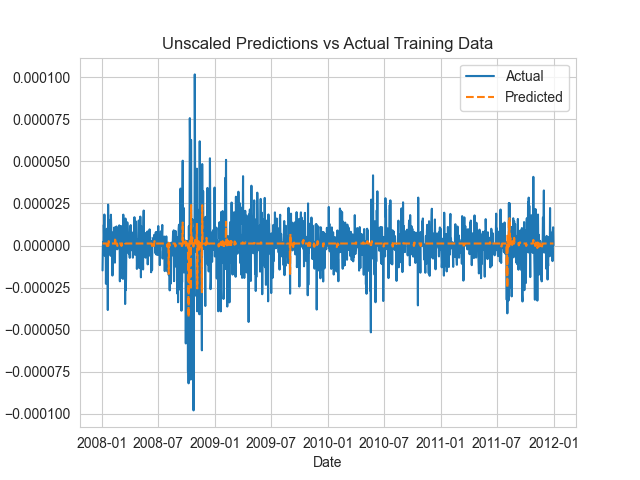 Unscaled Predictions vs Actual Training Data
Actual
Predicted
0.000100
0.000075
0.000050
0.000025
0.000000
−0.000025
−0.000050
−0.000075
−0.000100
2008-01 2008-07 2009-01 2009-07 2010-01 2010-07 2011-01 2011-07 2012-01
Date